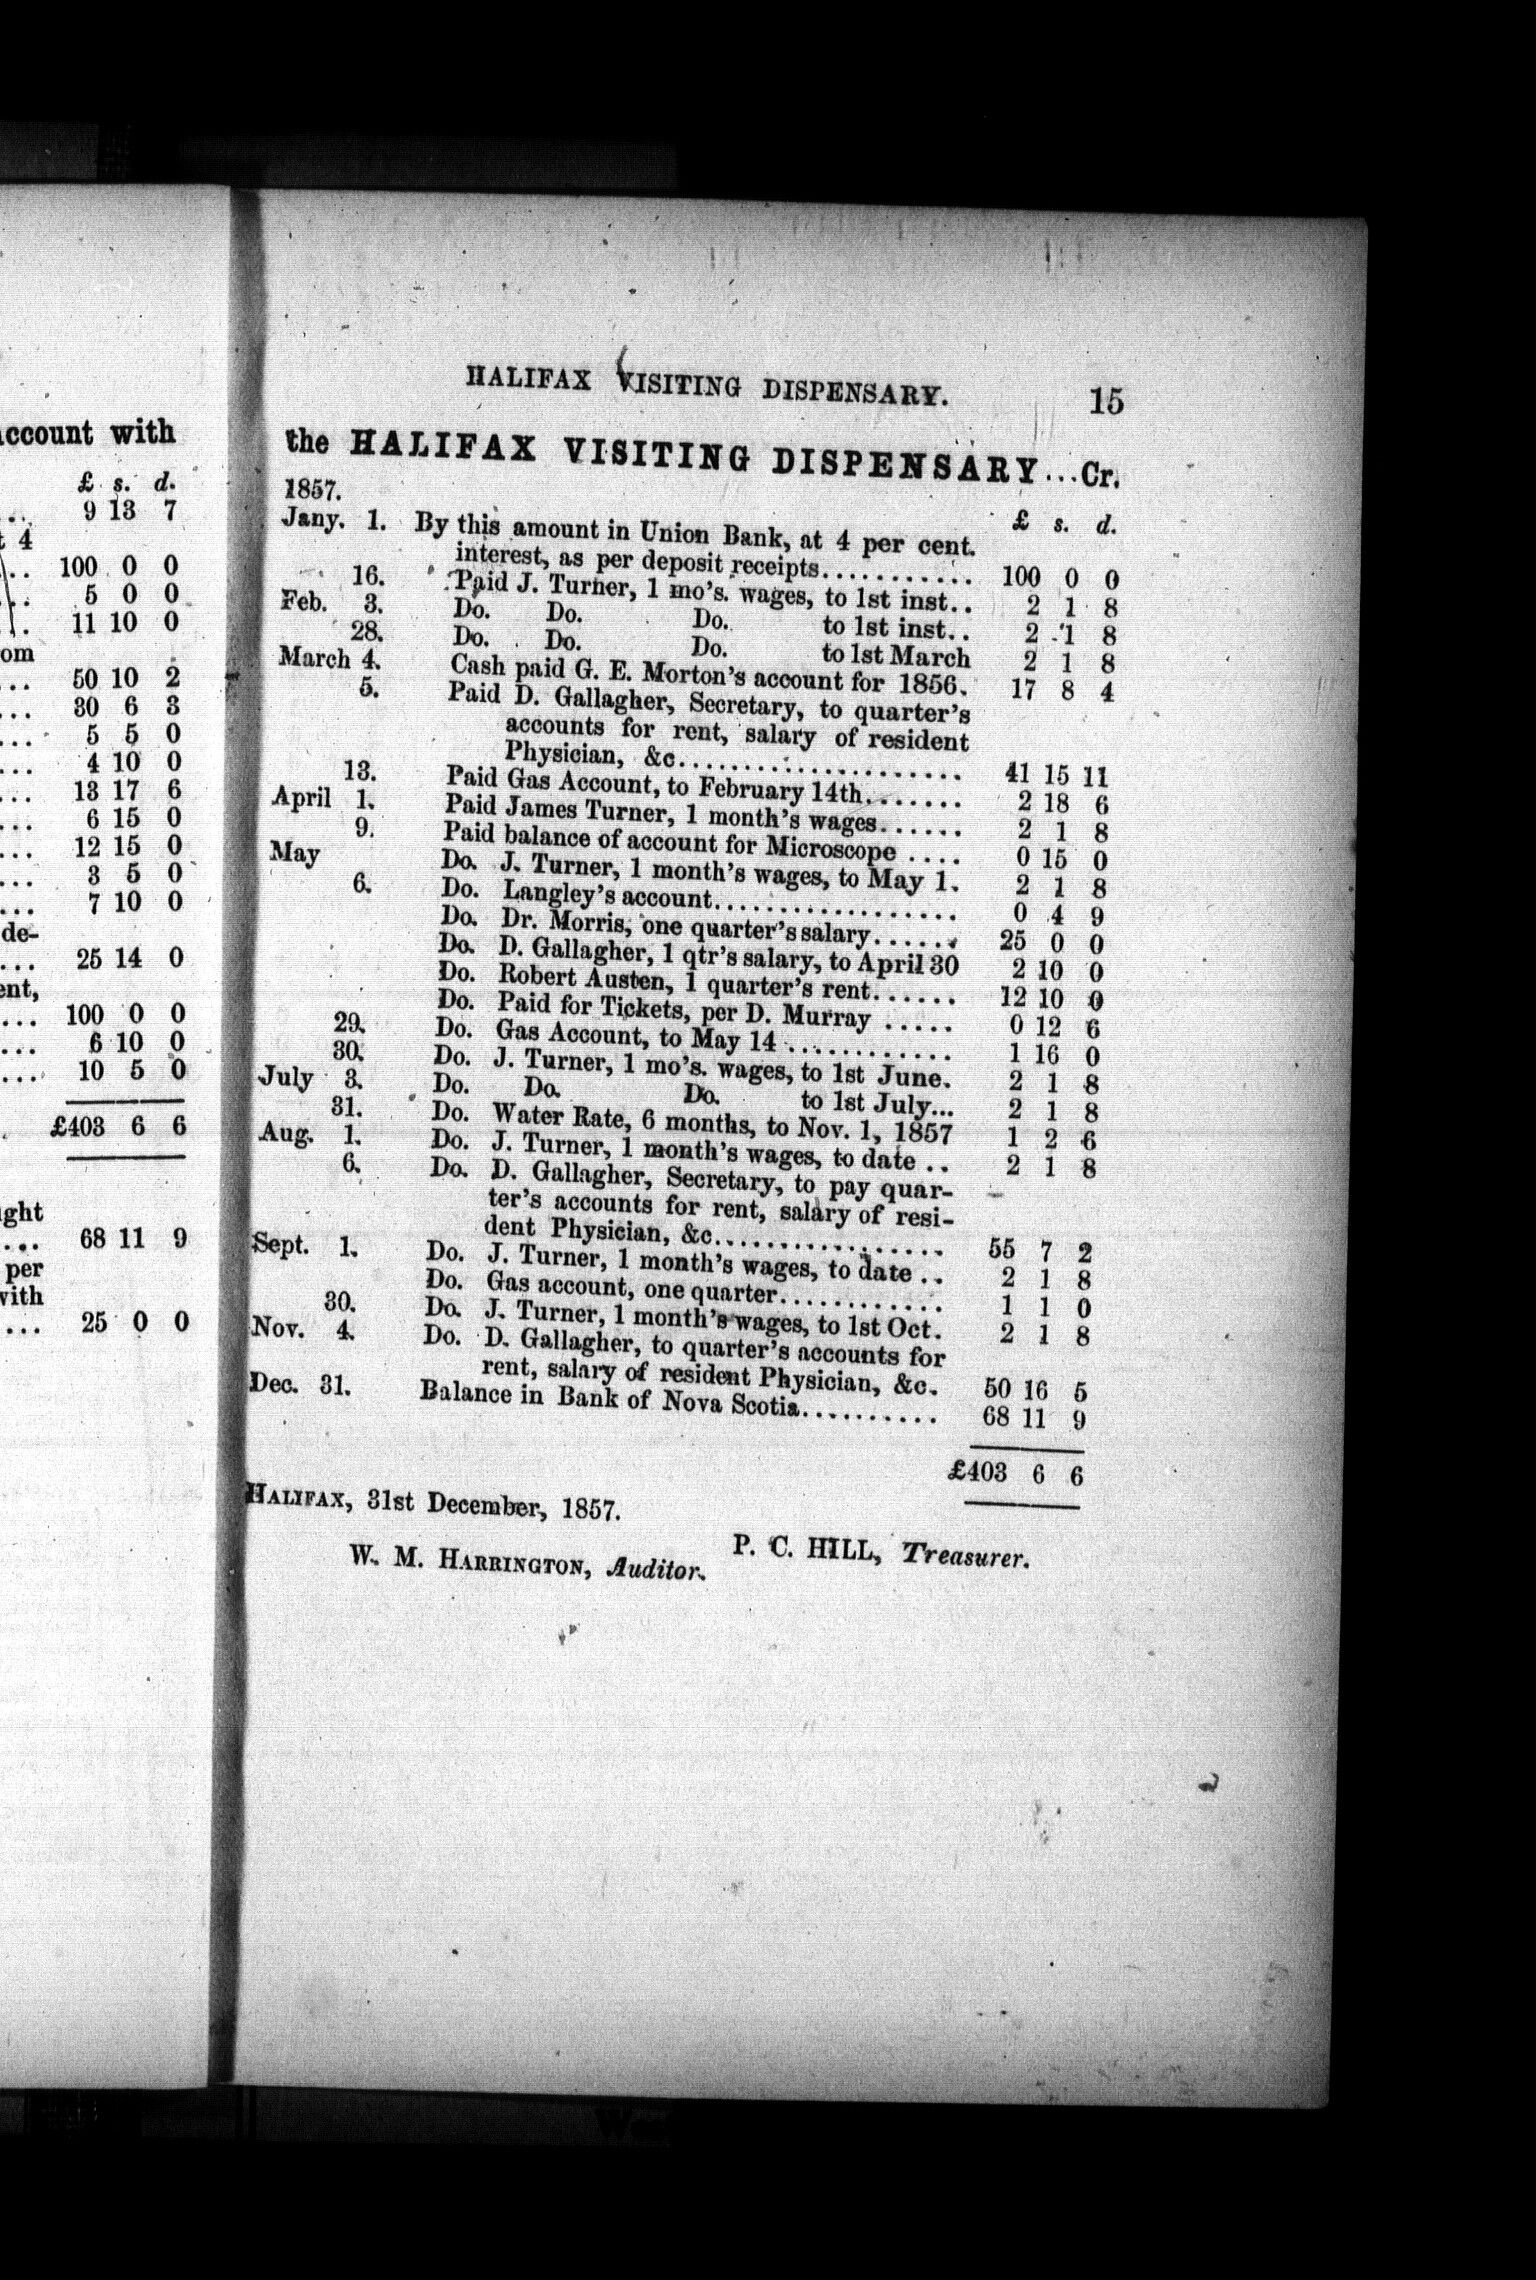 account with
£ s. d.
... 9 13 7
t 4
.. 100 0 0
.. 5 0 0
. 11 10 0
om
... 50 10 2
... 30 6 3
... 5 5 0
... 4 10 0
... 13 17 6
... 6 15 0
... 12 15 0
... 3 5 0
... 7 10 0
de-
... 25 14 0
ent,
... 100 0 0
... 6 10 0
.... 10 5 0
. £403 6 6
ight
.... 68 11 9
per
with
... 25 0 0
HALIFAX VISITING DISPENSARY. 15
the HALIFAX VISITING DISPENSARY...Cr.
1857. £ s. d.
Jany. 1. By this amount in Union Bank, at 4 per cent.
interest, as per deposit receipts........... 100 0 0
16. Paid J. Turner, 1 mo's. wages, to 1st inst.. 2 1 8
Feb. 3. Do. Do. Do. to 1st inst.. 2 1 8
28. Do. Do. Do. to 1st March 2 1 8
March 4. Cash paid G. E. Morton's account for 1856. 17 8 4
5. Paid D. Gallagher, Secretary, to quarter's
accounts for rent, salary of resident
Physician, &c..................... 41 15 11
13. Paid Gas Account, to February 14th....... 2 18 6
April 1. Paid James Turner, 1 month's wages...... 2 1 8
9. Paid balance of account for Microscope .... 0 15 0
May Do. J. Turner, 1 month's wages, to May 1. 2 1 8
6. Do. Langley's account.................. 0 4 9
Do. Dr. Morris, one quarter's salary...... 25 0 0
Do. D. Gallagher, 1 qtr's salary, to April 30 2 10 0
Do. Robert Austen, 1 quarter's rent...... 12 10 0
Do. Paid for Tickets, per D. Murray ..... 0 12 6
29. Do. Gas Account, to May 14 ............ 1 16 0
30. Do. J. Turner, 1 mo's. wages, to 1st June. 2 1 8
July 3. Do. Do. Do. to 1st July... 2 1 8
31. Do. Water Rate, 6 months, to Nov. 1, 1857 1 2 6
Aug. 1. Do. J. Turner, 1 month's wages, to date .. 2 1 8
6. Do. D. Gallagher, Secretary, to pay quar-
ter's accounts for rent, salary of resi-
dent Physician, &c................. 55 7 2
Sept. 1. Do. J. Turner, 1 month's wages, to date .. 2 1 8
Do. Gas account, one quarter............ 1 1 0
30. Do. J. Turner, 1 month's wages, to 1st Oct. 2 1 8
Nov. 4. Do. D. Gallagher, to quarter's accounts for
rent, salary of resident Physician, &c. 50 16 5
Dec. 31. Balance in Bank of Nova Scotia.......... 68 11 9
£403 6 6
HALIFAX, 31st December, 1857.
P. C. HILL, Treasurer.
W. M. HARRINGTON, Auditor.